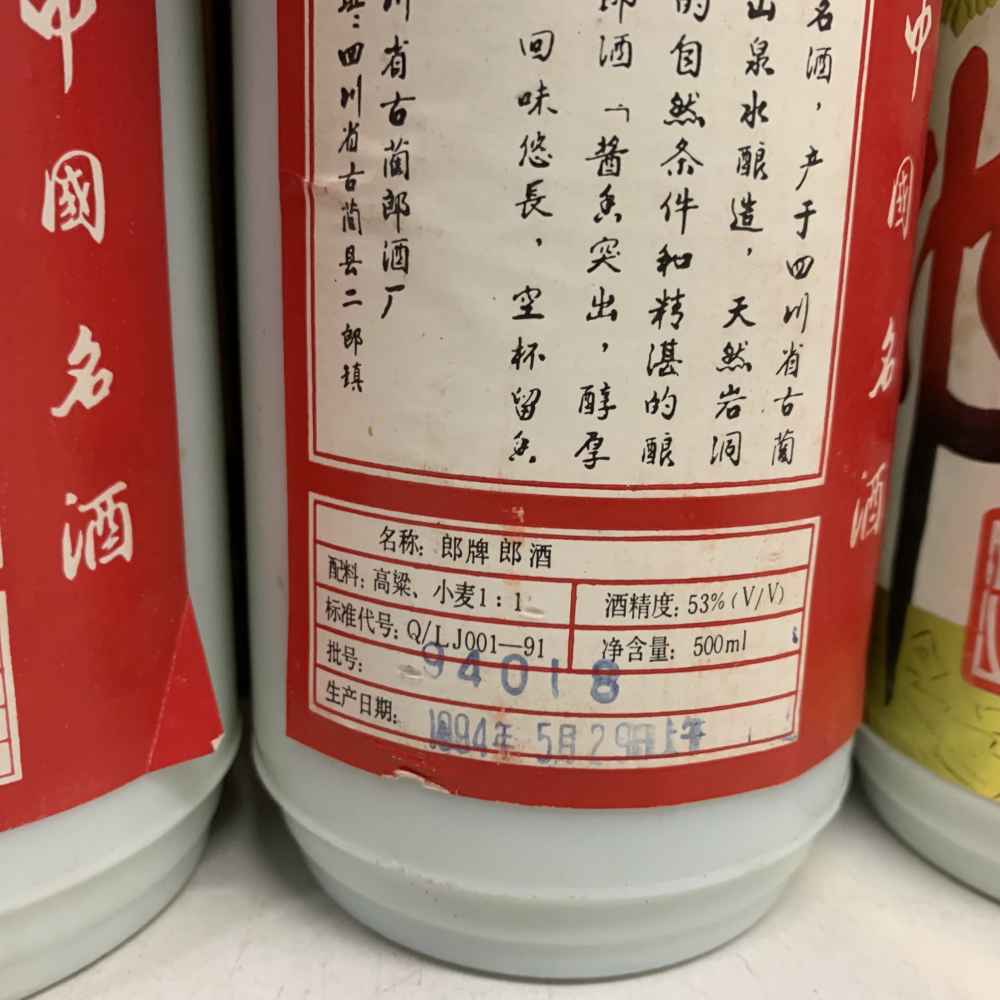 中國名酒
名酒，产于四川省古蔺
山泉水酿造，天然岩洞
的自然条件和精湛的酿
郎酒「酱香突出，醇厚
回味悠長，空杯留香
川省古蔺郎酒厂
四川省古蔺县二郎镇
名称：郎牌郎酒
配料：高粱、小麦1：1
酒精度：53%(V/V)
标准代号：Q/LJ001—91
净含量：500ml
批号：94018
生产日期：1994年5月29日上午
中國名酒